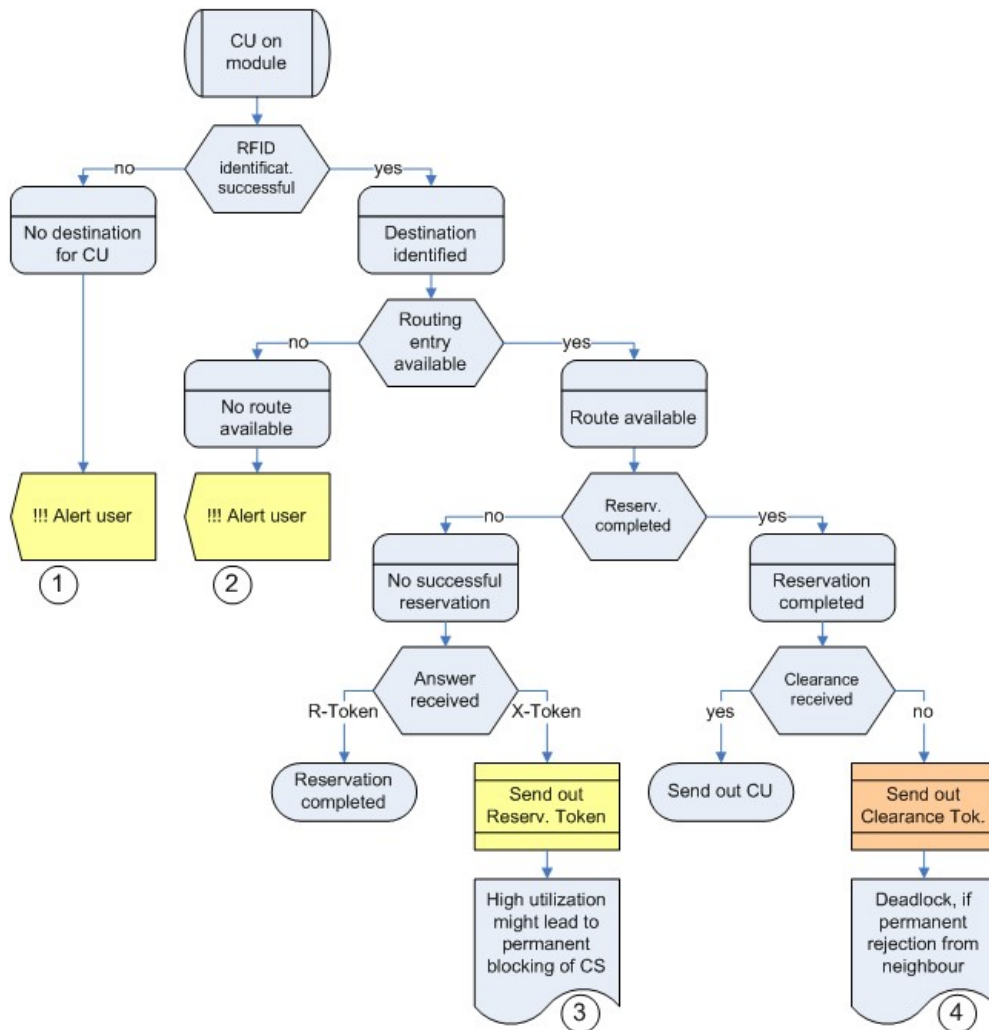 CU on
module
RFID
identificat.
successful
no
yes
No destination
for CU
Destination
identified
Routing
entry
available
no
yes
No route
available
Route available
!!! Alert user
!!! Alert user
Reserv.
completed
no
yes
1
2
No successful
reservation
Reservation
completed
Answer
received
Clearance
received
R-Token
X-Token
yes
no
Reservation
completed
Send out
Reserv. Token
Send out CU
Send out
Clearance Tok.
High utilization
might lead to
permanent
blocking of CS
Deadlock, if
permanent
rejection from
neighbour
3
4